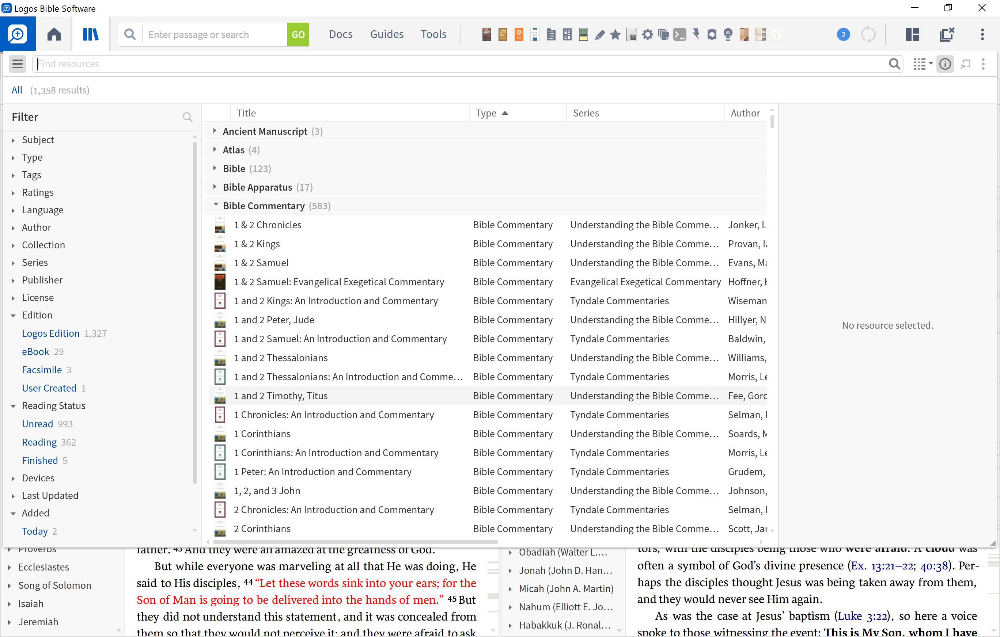 Logos Bible Software
Enter passage or search GO Docs Guides Tools 2
Find resources
All (1,358 results)
Filter
Subject
Type
Tags
Ratings
Language
Author
Collection
Series
Publisher
License
Edition
Logos Edition 1,327
eBook 29
Facsimile 3
User Created 1
Reading Status
Unread 993
Reading 362
Finished 5
Devices
Last Updated
Added
Today 2
Title Type Series Author
Ancient Manuscript (3)
Atlas (4)
Bible (123)
Bible Apparatus (17)
Bible Commentary (583)
1 & 2 Chronicles Bible Commentary Understanding the Bible Comme… Jonker, L
1 & 2 Kings Bible Commentary Understanding the Bible Comme… Provan, Ia
1 & 2 Samuel Bible Commentary Understanding the Bible Comme… Evans, Ma
1 & 2 Samuel: Evangelical Exegetical Commentary Bible Commentary Evangelical Exegetical Commentary Hoffner, H
1 and 2 Kings: An Introduction and Commentary Bible Commentary Tyndale Commentaries Wiseman
1 and 2 Peter, Jude Bible Commentary Understanding the Bible Comme… Hillyer, N
1 and 2 Samuel: An Introduction and Commentary Bible Commentary Tyndale Commentaries Baldwin,
1 and 2 Thessalonians Bible Commentary Understanding the Bible Comme… Williams,
1 and 2 Thessalonians: An Introduction and Comme… Bible Commentary Tyndale Commentaries Morris, Le
1 and 2 Timothy, Titus Bible Commentary Understanding the Bible Comme… Fee, Gord
1 Chronicles: An Introduction and Commentary Bible Commentary Tyndale Commentaries Selman,
1 Corinthians Bible Commentary Understanding the Bible Comme… Soards, M
1 Corinthians: An Introduction and Commentary Bible Commentary Tyndale Commentaries Morris, Le
1 Peter: An Introduction and Commentary Bible Commentary Tyndale Commentaries Grudem,
1, 2, and 3 John Bible Commentary Understanding the Bible Comme… Johnson,
2 Chronicles: An Introduction and Commentary Bible Commentary Tyndale Commentaries Selman,
2 Corinthians Bible Commentary Understanding the Bible Comme… Scott, Jam
No resource selected.
Proverbs
Ecclesiastes
Song of Solomon
Isaiah
Jeremiah
father. 43 And they were all amazed at the greatness of God.
But while everyone was marveling at all that He was doing, He
said to His disciples, 44 “Let these words sink into your ears; for the
Son of Man is going to be delivered into the hands of men.” 45 But
they did not understand this statement, and it was concealed from
them so that they would not perceive it; and they were afraid to ask
Obadiah (Walter L.…
Jonah (John D. Han…
Micah (John A. Martin)
Nahum (Elliott E. Jo…
Habakkuk (J. Ronal…
tors, with the disciples being those who were afraid. A cloud was
often a symbol of God’s divine presence (Ex. 13:21–22; 40:38). Per-
haps the disciples thought Jesus was being taken away from them,
and they would never see Him again.
As was the case at Jesus’ baptism (Luke 3:22), so here a voice
spoke to those witnessing the event: This is My Son, whom I have